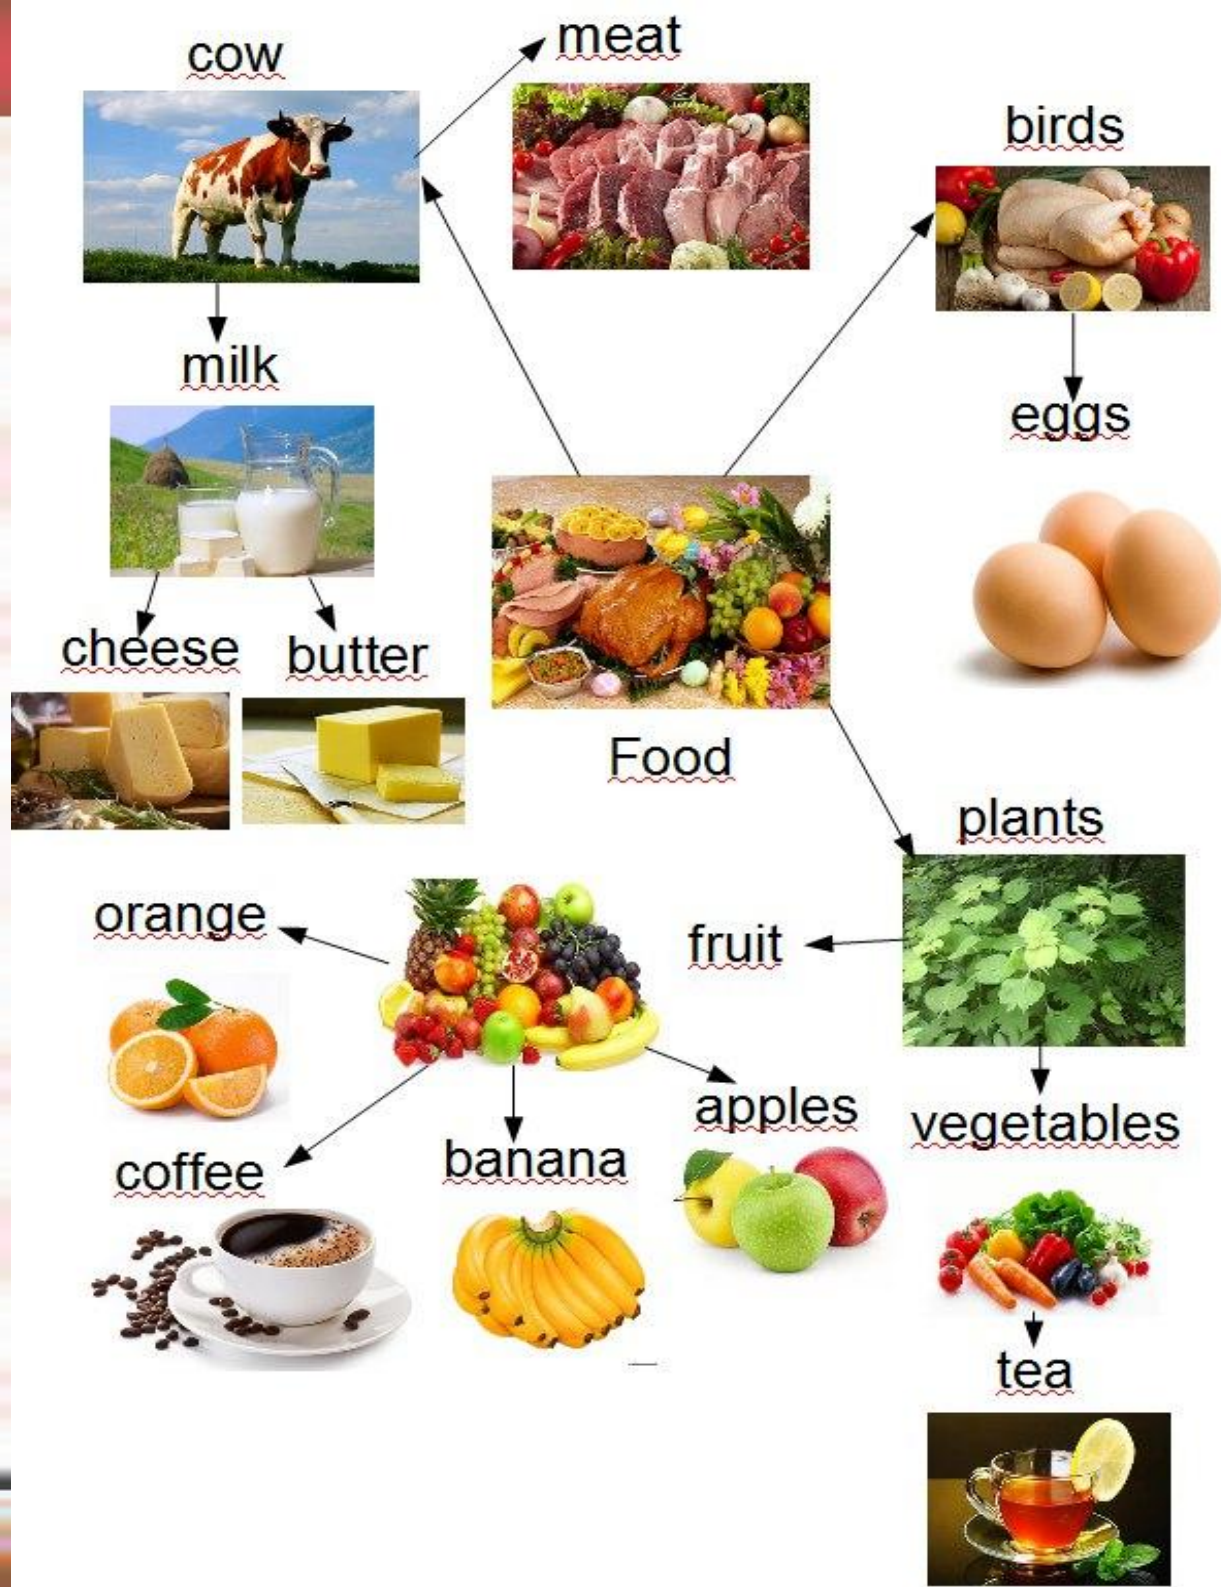 cow
meat
birds
milk
eggs
cheese
butter
Food
plants
orange
fruit
apples
vegetables
coffee
banana
tea